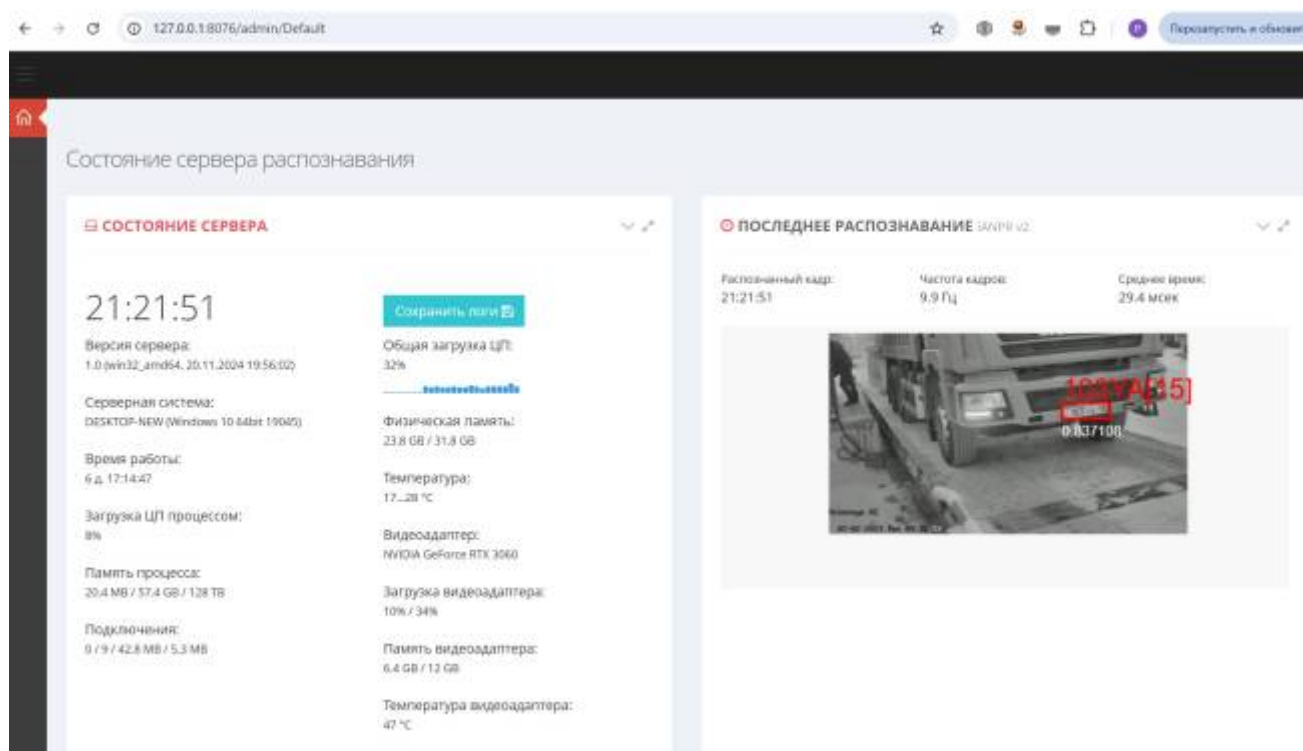 127.0.0.1:8076/admin/Default
Перезапустить и обновит
Состояние сервера распознавания
СОСТОЯНИЕ СЕРВЕРА
21:21:51
Сохранить логи
Версия сервера:
1.0 (win32_amd64, 20.11.2024 19:56:02)
Серверная система:
DESKTOP-NEW (Windows 10 64bit 19045)
Время работы:
6 д. 17:14:47
Загрузка ЦП процессом:
8%
Память процесса:
20.4 MB / 57.4 GB / 128 TB
Подключения:
0 / 9 / 42.8 MB / 5.3 MB
Общая загрузка ЦП:
32%
Физическая память:
23.8 GB / 31.8 GB
Температура:
17...28 °C
Видеоадаптер:
NVIDIA GeForce RTX 3060
Загрузка видеоадаптера:
10% / 34%
Память видеоадаптера:
6.4 GB / 12 GB
Температура видеоадаптера:
47 °C
ПОСЛЕДНЕЕ РАСПОЗНАВАНИЕ
Распознанный кадр:
21:21:51
Частота кадров:
9.9 Гц
Среднее время:
29.4 мсек
0.837108